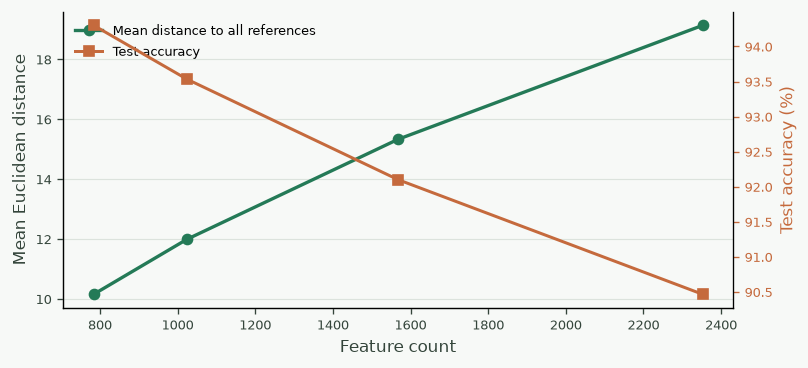 Mean distance to all references
Test accuracy
18
16
14
12
10
Mean Euclidean distance
94.0
93.5
93.0
92.5
92.0
91.5
91.0
90.5
Test accuracy (%)
800 1000 1200 1400 1600 1800 2000 2200 2400
Feature count